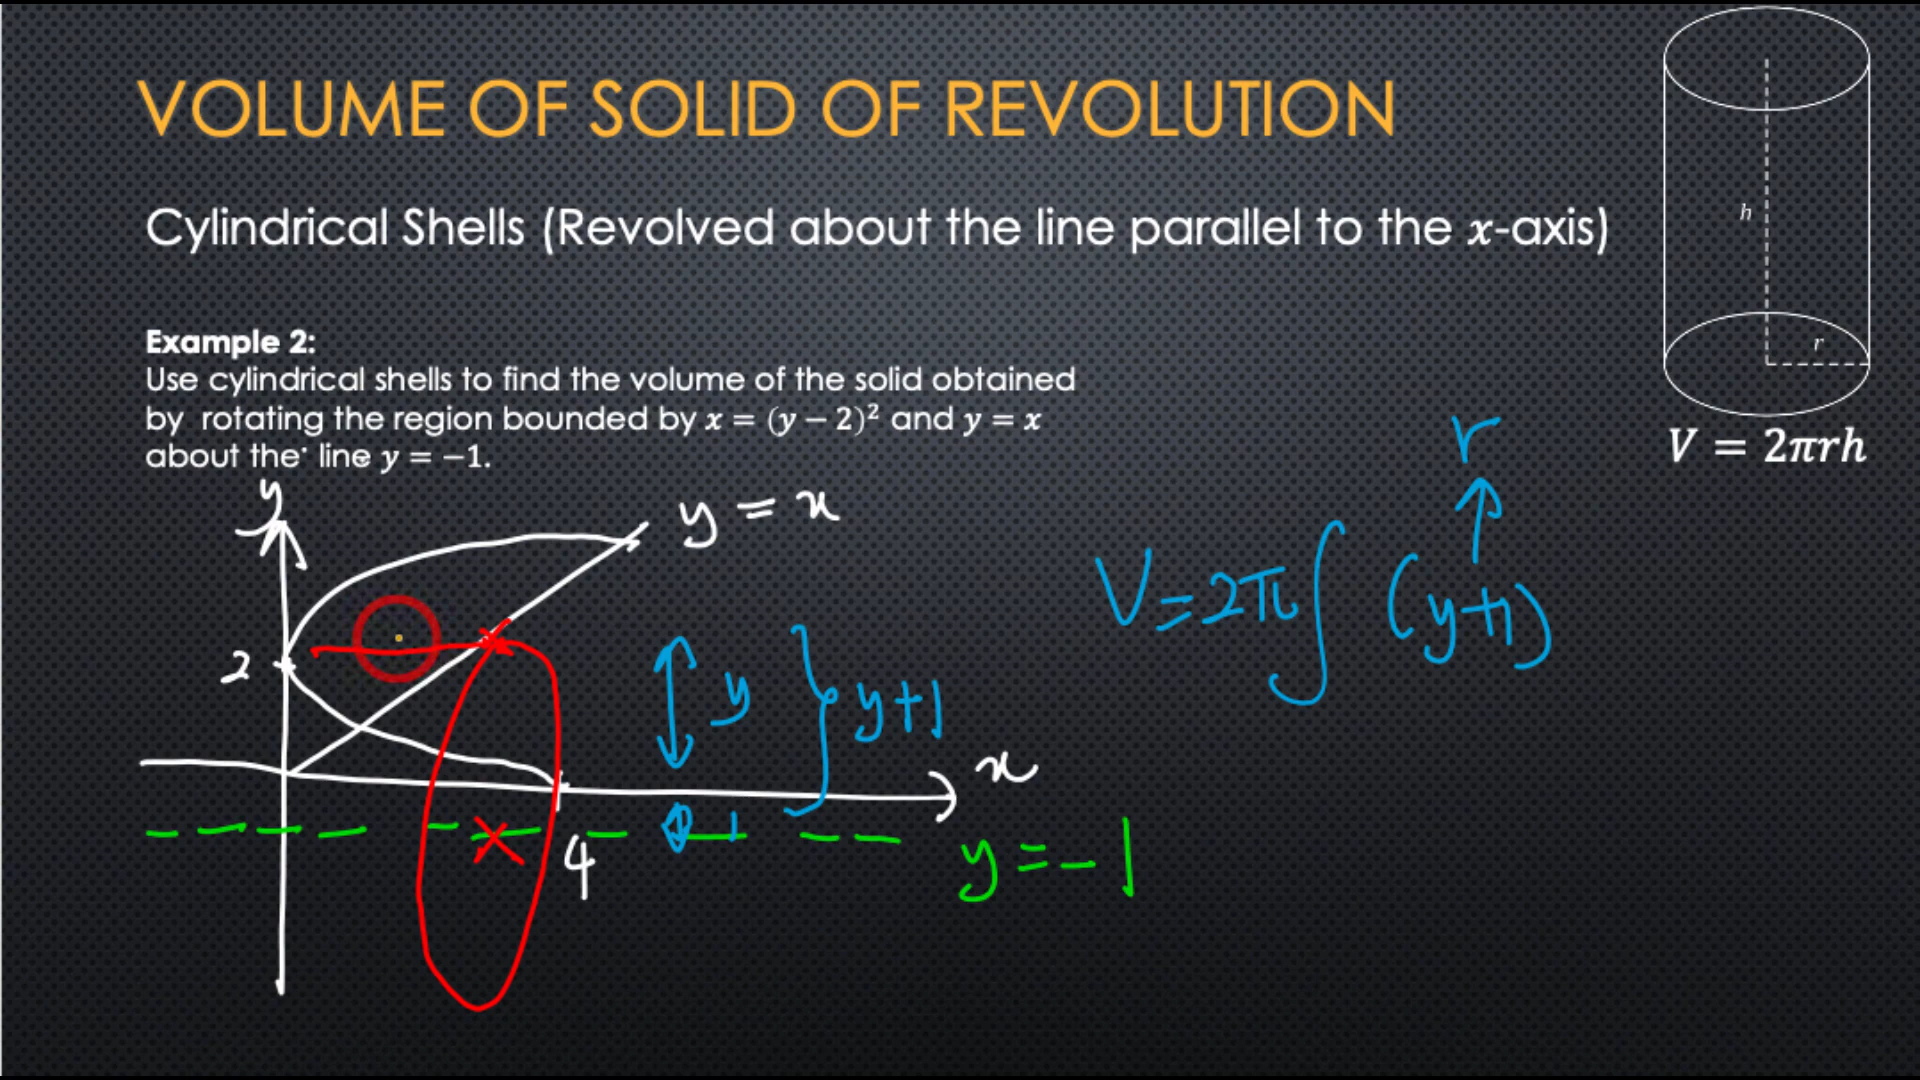 VOLUME OF SOLID OF REVOLUTION
Cylindrical Shells (Revolved about the line parallel to the x-axis)
h
r
V = 2πrh
Example 2:
Use cylindrical shells to find the volume of the solid obtained
by rotating the region bounded by x = (y − 2)² and y = x
about the line y = −1.
y
y = x
2
x
4
y
1
y+1
y = -1
r
V = 2π∫ (y+1)